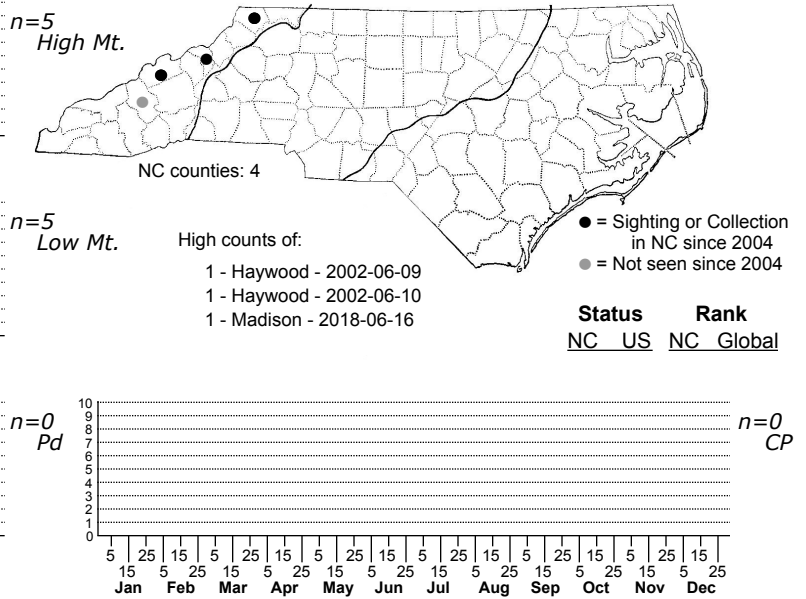 n=5
High Mt.
NC counties: 4
n=5
Low Mt.
High counts of:
1 - Haywood - 2002-06-09
1 - Haywood - 2002-06-10
1 - Madison - 2018-06-16
= Sighting or Collection
in NC since 2004
= Not seen since 2004
Status Rank
NC US NC Global
n=0
Pd
n=0
CP
10
9
8
7
6
5
4
3
2
1
0
5 25 15 5 25 15 5 25 15 5 25 15 5 25 15 5 25 15
15 5 25 15 5 25 15 5 25 15 5 25 15 5 25 15 5 25
Jan Feb Mar Apr May Jun Jul Aug Sep Oct Nov Dec